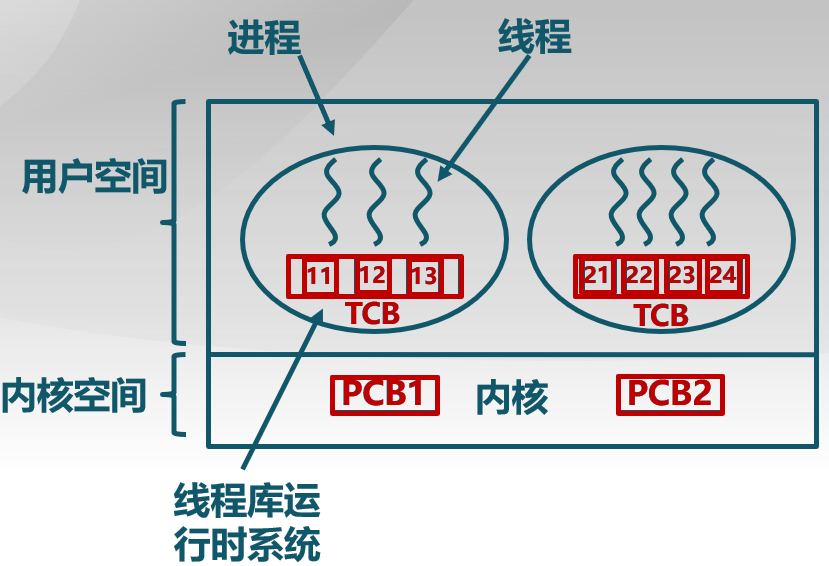 进程
线程
用户空间
11
12
13
TCB
21
22
23
24
TCB
内核空间
PCB1
内核
PCB2
线程库运
行时系统